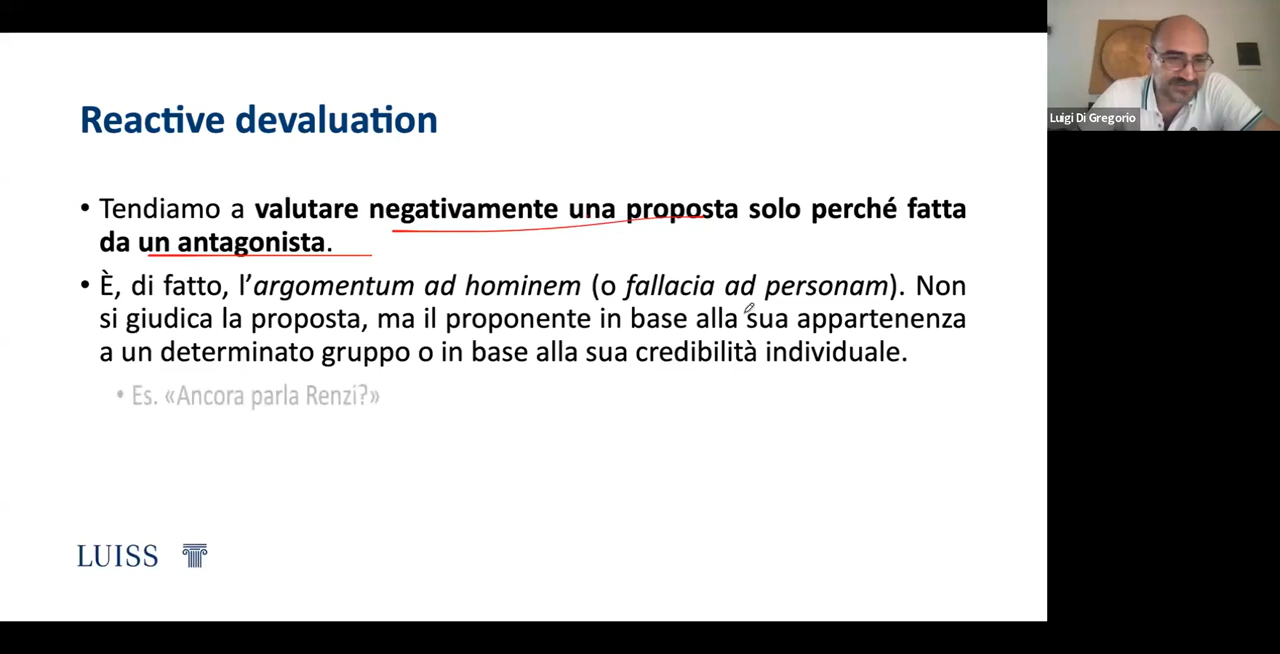 Reactive devaluation
• Tendiamo a valutare negativamente una proposta solo perché fatta
da un antagonista.
• È, di fatto, l’argomentum ad hominem (o fallacia ad personam). Non
si giudica la proposta, ma il proponente in base alla sua appartenenza
a un determinato gruppo o in base alla sua credibilità individuale.
• Es. «Ancora parla Renzi?»
LUISS
Luigi Di Gregorio